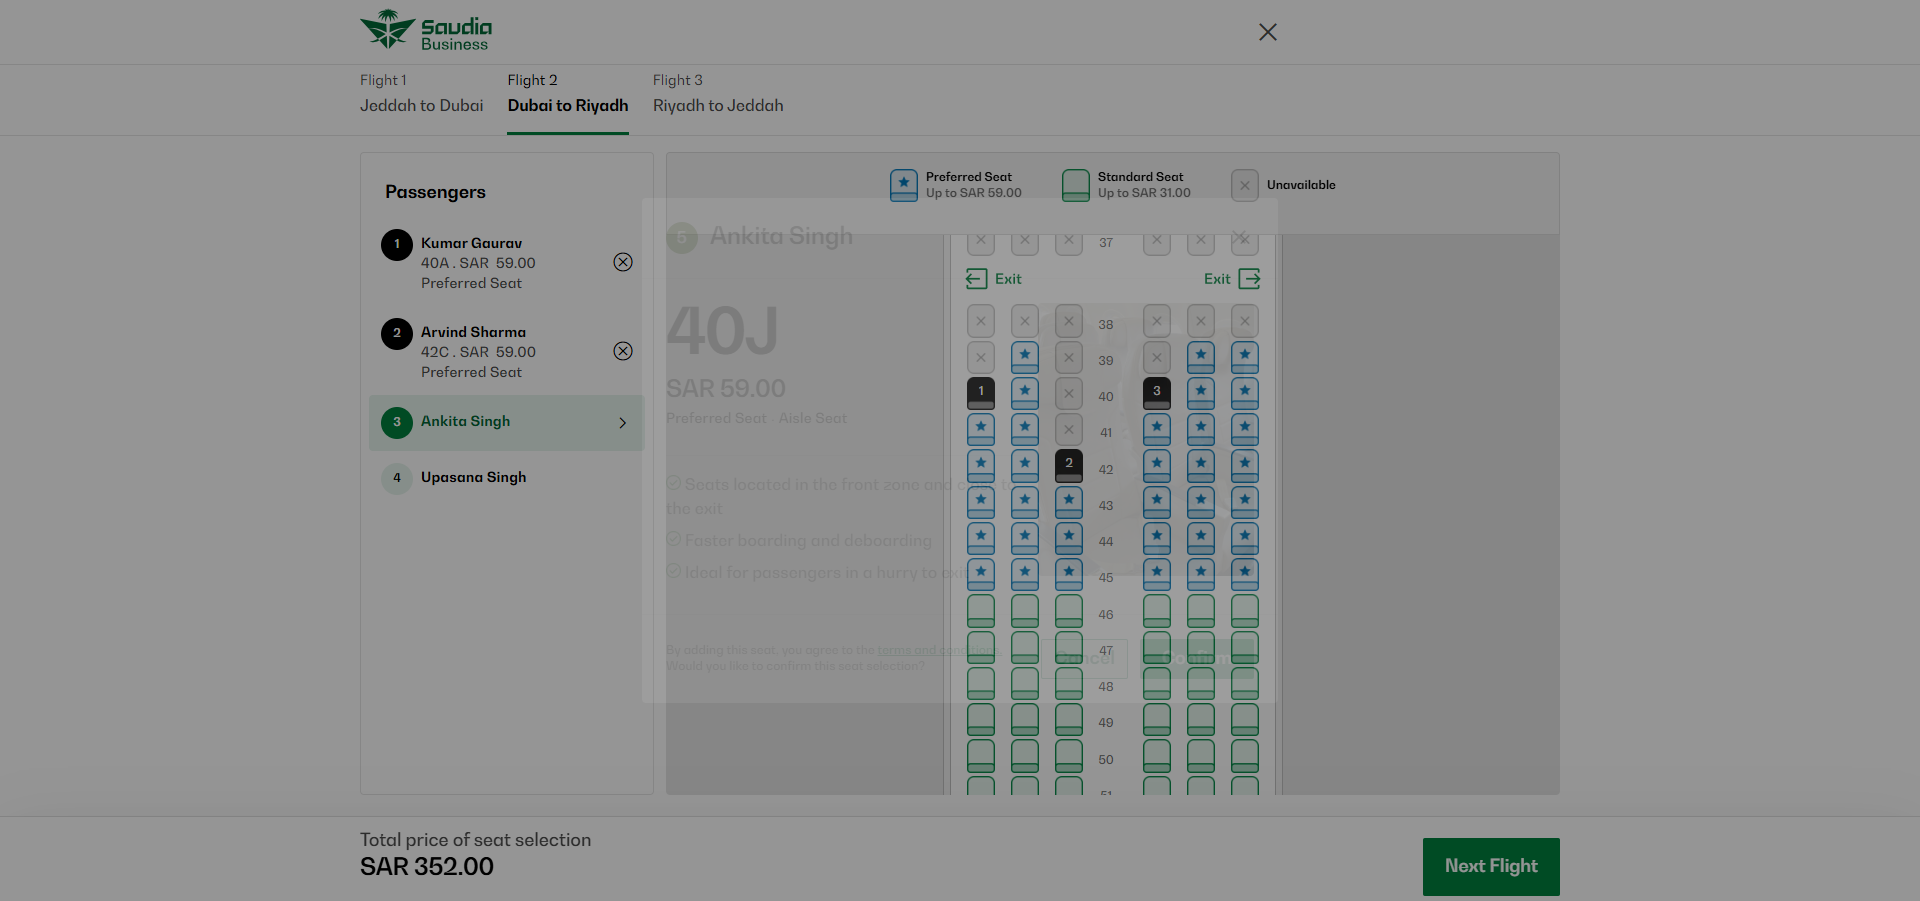 Saudia
Business
Flight 1
Jeddah to Dubai
Flight 2
Dubai to Riyadh
Flight 3
Riyadh to Jeddah
Passengers
1
Kumar Gaurav
40A . SAR 59.00
Preferred Seat
2
Arvind Sharma
42C . SAR 59.00
Preferred Seat
3
Ankita Singh
4
Upasana Singh
Preferred Seat
Up to SAR 59.00
Standard Seat
Up to SAR 31.00
Unavailable
5
Ankita Singh
40J
SAR 59.00
Preferred Seat - Aisle Seat
Seats located in the front zone and close to
the exit
Faster boarding and deboarding
Ideal for passengers in a hurry to exit
By adding this seat, you agree to the terms and conditions.
Would you like to confirm this seat selection?
Cancel
Confirm
37
Exit
Exit
38
39
1
3
40
41
2
42
43
44
45
46
47
48
49
50
51
Total price of seat selection
SAR 352.00
Next Flight